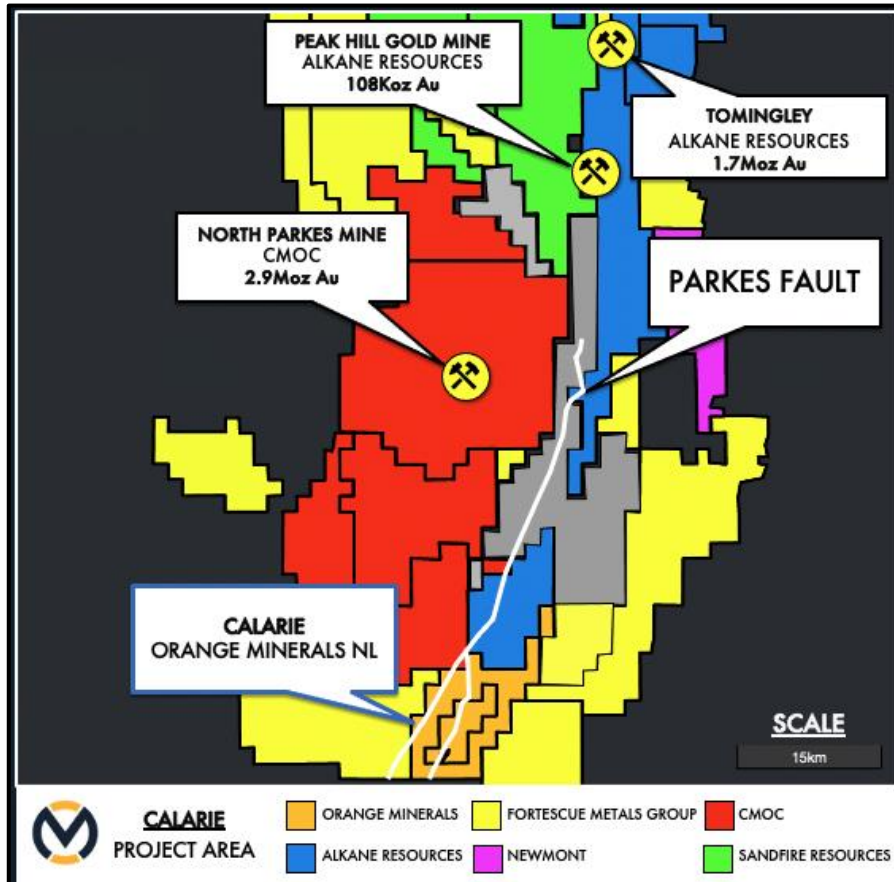 PEAK HILL GOLD MINE
ALKANE RESOURCES
108Koz Au
TOMINGLEY
ALKANE RESOURCES
1.7Moz Au
NORTH PARKES MINE
CMOC
2.9Moz Au
PARKES FAULT
CALARIE
ORANGE MINERALS NL
SCALE
15km
CALARIE
PROJECT AREA
ORANGE MINERALS
FORTESCUE METALS GROUP
CMOC
ALKANE RESOURCES
NEWMONT
SANDFIRE RESOURCES